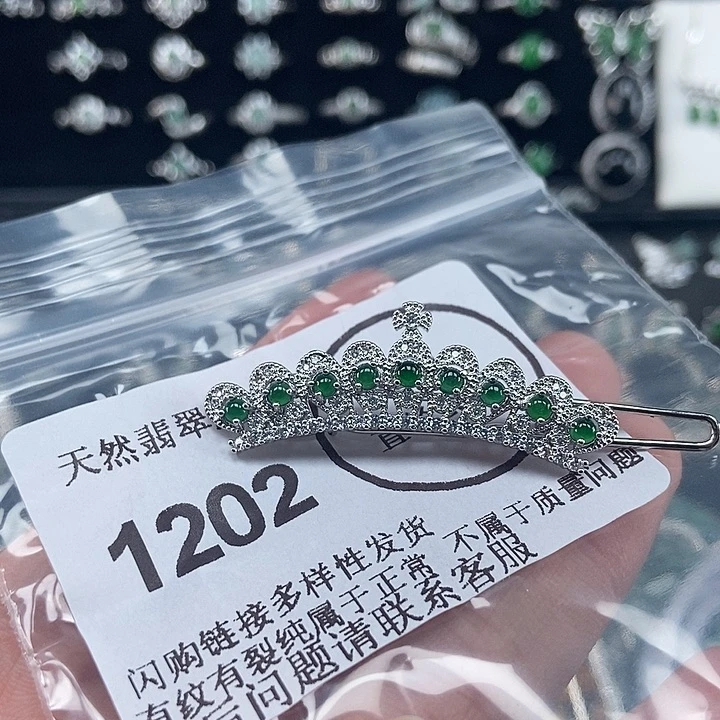 天然翡翠
直
1202
闪购链接多样性发货
有纹有裂纯属于正常 不属于质量问题
问题请联系客服